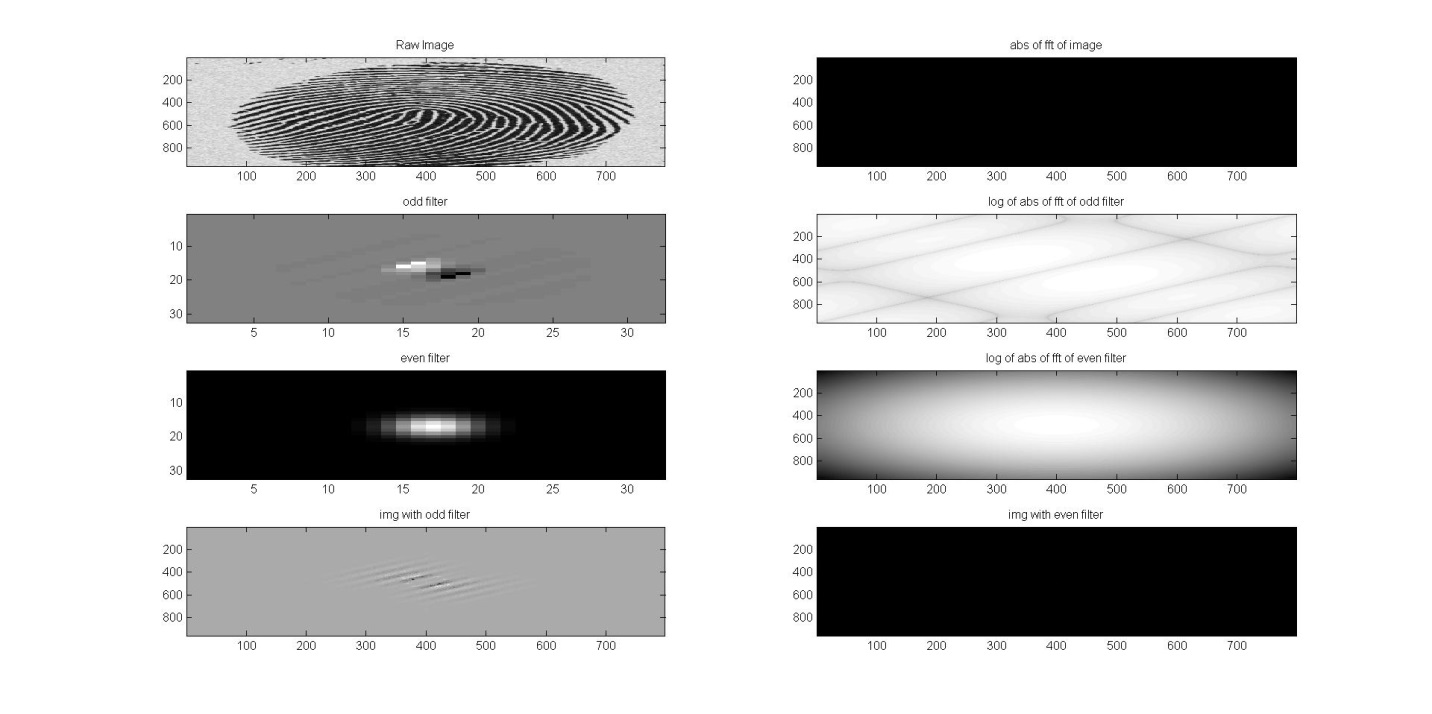 Raw Image
200
400
600
800
100 200 300 400 500 600 700
abs of fft of image
200
400
600
800
100 200 300 400 500 600 700
odd filter
10
20
30
5 10 15 20 25 30
log of abs of fft of odd filter
200
400
600
800
100 200 300 400 500 600 700
even filter
10
20
30
5 10 15 20 25 30
log of abs of fft of even filter
200
400
600
800
100 200 300 400 500 600 700
img with odd filter
200
400
600
800
100 200 300 400 500 600 700
img with even filter
200
400
600
800
100 200 300 400 500 600 700